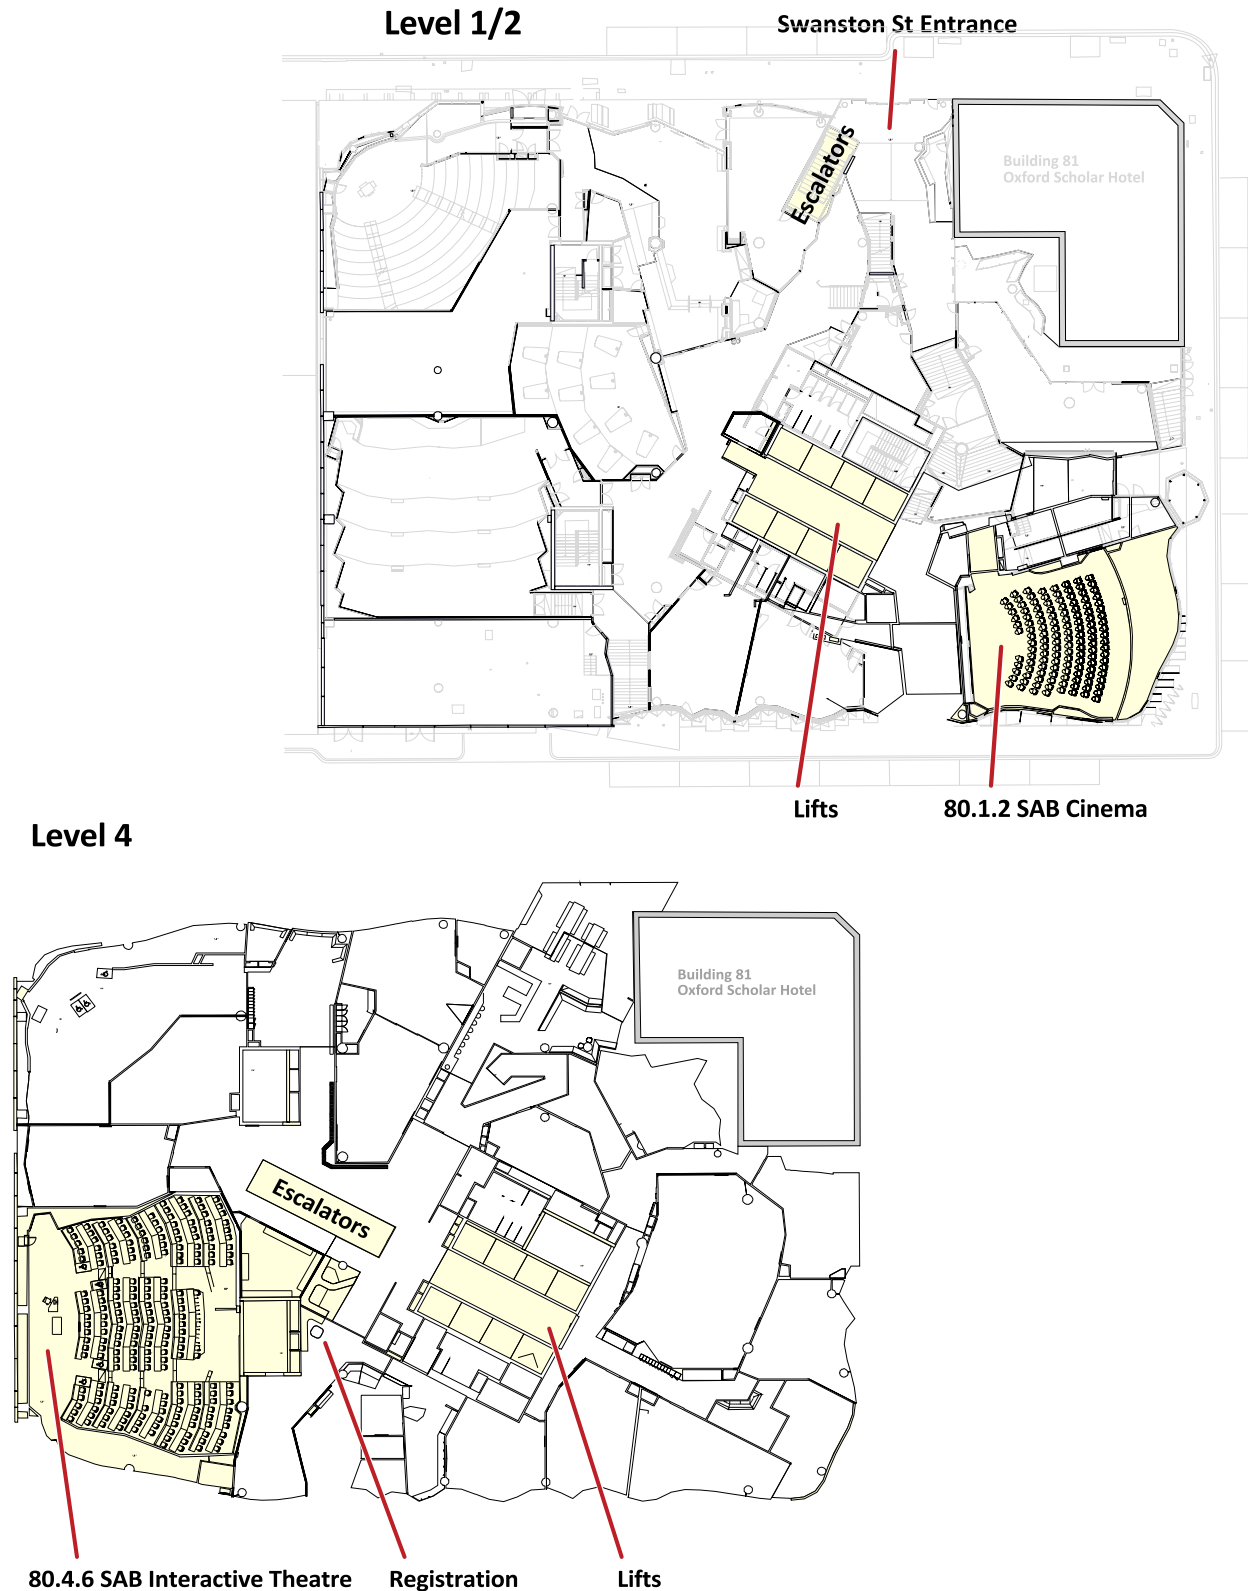 Level 1/2
Swanston St Entrance
Escalators
Building 81
Oxford Scholar Hotel
Lifts
80.1.2 SAB Cinema
Level 4
Building 81
Oxford Scholar Hotel
Escalators
80.4.6 SAB Interactive Theatre
Registration
Lifts